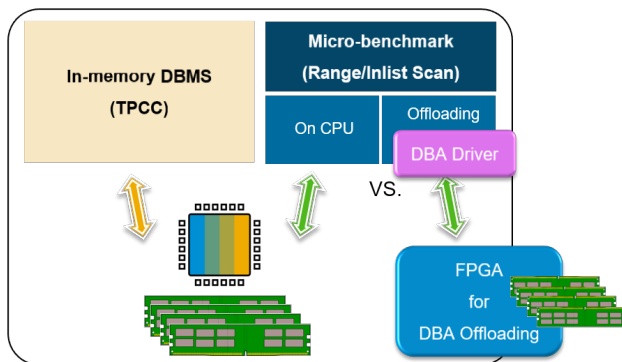 In-memory DBMS
(TPCC)
Micro-benchmark
(Range/Inlist Scan)
On CPU
Offloading
DBA Driver
VS.
FPGA
for
DBA Offloading